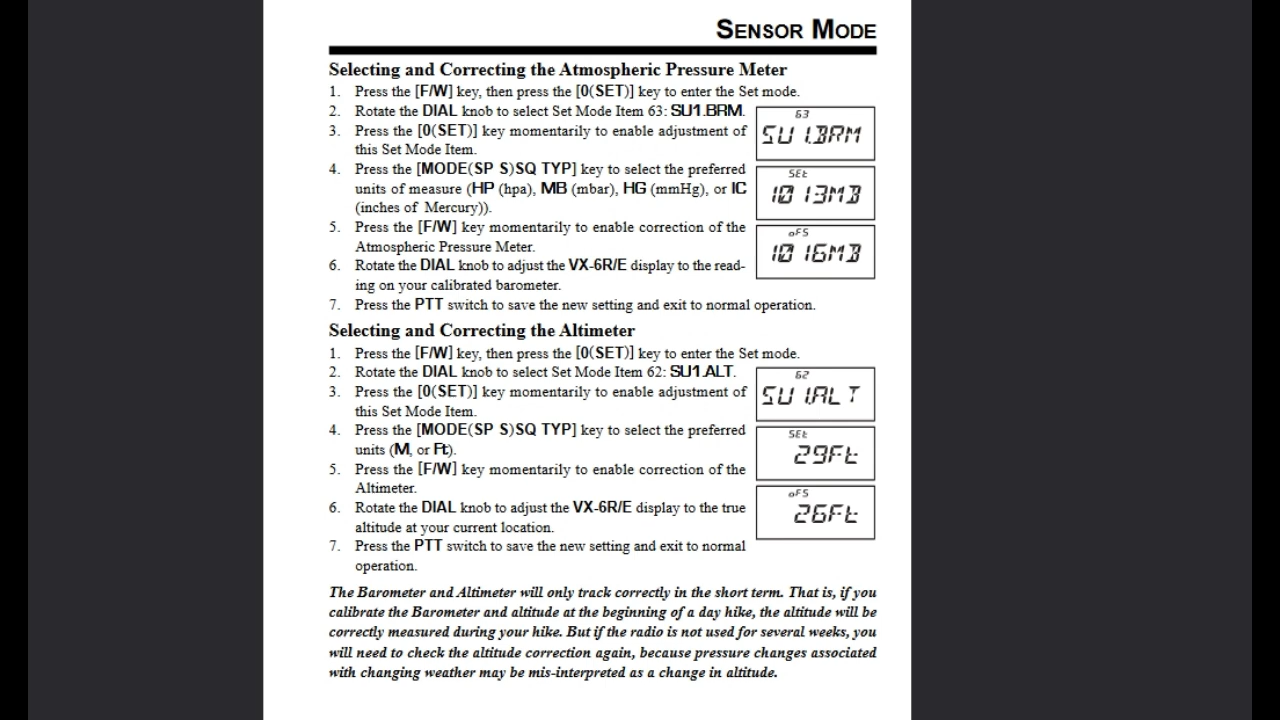 SENSOR MODE
Selecting and Correcting the Atmospheric Pressure Meter
1. Press the [F/W] key, then press the [0(SET)] key to enter the Set mode.
2. Rotate the DIAL knob to select Set Mode Item 63: SU1.BRM.
3. Press the [0(SET)] key momentarily to enable adjustment of
this Set Mode Item.
4. Press the [MODE(SP S)SQ TYP] key to select the preferred
units of measure (HP (hpa), MB (mbar), HG (mmHg), or IC
(inches of Mercury)).
5. Press the [F/W] key momentarily to enable correction of the
Atmospheric Pressure Meter.
6. Rotate the DIAL knob to adjust the VX-6R/E display to the read-
ing on your calibrated barometer.
7. Press the PTT switch to save the new setting and exit to normal operation.
63
SU1.BRM
SEt
1013MB
oFS
1016MB
Selecting and Correcting the Altimeter
1. Press the [F/W] key, then press the [0(SET)] key to enter the Set mode.
2. Rotate the DIAL knob to select Set Mode Item 62: SU1.ALT.
3. Press the [0(SET)] key momentarily to enable adjustment of
this Set Mode Item.
4. Press the [MODE(SP S)SQ TYP] key to select the preferred
units (M, or Ft).
5. Press the [F/W] key momentarily to enable correction of the
Altimeter.
6. Rotate the DIAL knob to adjust the VX-6R/E display to the true
altitude at your current location.
7. Press the PTT switch to save the new setting and exit to normal
operation.
62
SU1.ALT
SEt
29Ft
oFS
26Ft
The Barometer and Altimeter will only track correctly in the short term. That is, if you
calibrate the Barometer and altitude at the beginning of a day hike, the altitude will be
correctly measured during your hike. But if the radio is not used for several weeks, you
will need to check the altitude correction again, because pressure changes associated
with changing weather may be mis-interpreted as a change in altitude.